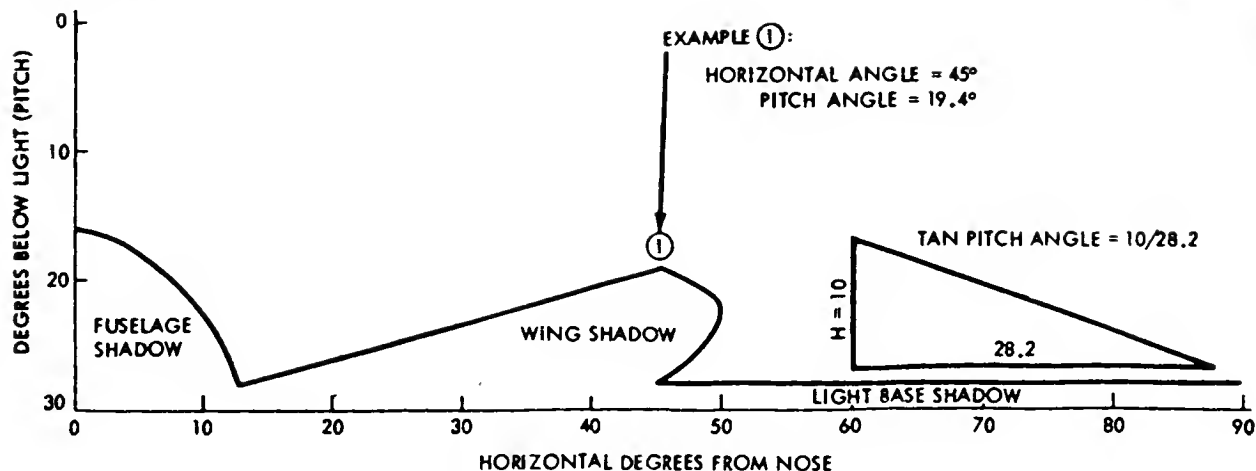 0
10
20
30
DEGREES BELOW LIGHT (PITCH)
EXAMPLE ①:
HORIZONTAL ANGLE = 45°
PITCH ANGLE = 19.4°
①
TAN PITCH ANGLE = 10/28.2
H = 10
28.2
FUSELAGE
SHADOW
WING SHADOW
LIGHT BASE SHADOW
0 10 20 30 40 50 60 70 80 90
HORIZONTAL DEGREES FROM NOSE